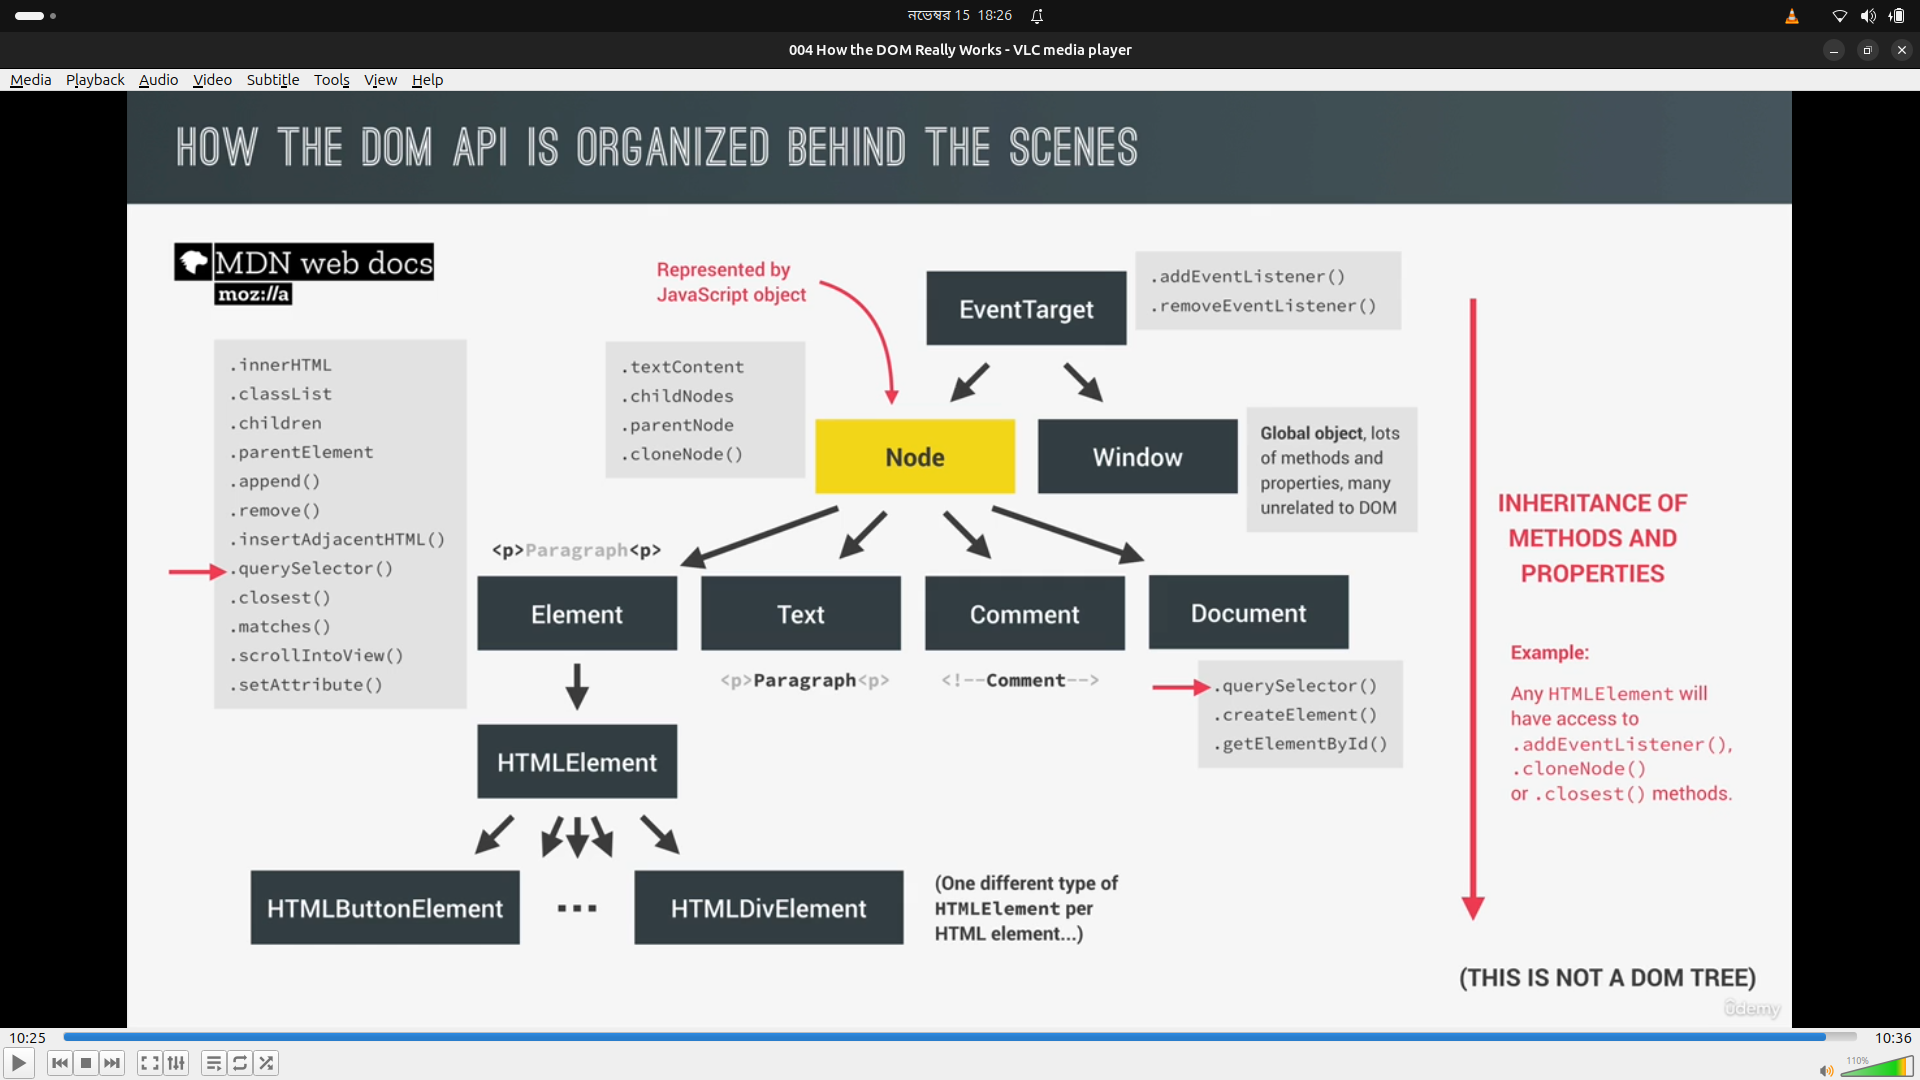 নভেম্বর 15 18:26
004 How the DOM Really Works - VLC media player
Media Playback Audio Video Subtitle Tools View Help
HOW THE DOM API IS ORGANIZED BEHIND THE SCENES
MDN web docs
moz://a
Represented by
JavaScript object
EventTarget
.addEventListener()
.removeEventListener()
.innerHTML
.classList
.children
.parentElement
.append()
.remove()
.insertAdjacentHTML()
.querySelector()
.closest()
.matches()
.scrollIntoView()
.setAttribute()
.textContent
.childNodes
.parentNode
.cloneNode()
Node
Window
Global object, lots
of methods and
properties, many
unrelated to DOM
<p>Paragraph<p>
Element
Text
Comment
Document
<p>Paragraph<p>
<!--Comment-->
.querySelector()
.createElement()
.getElementById()
HTMLElement
HTMLButtonElement
...
HTMLDivElement
(One different type of
HTMLElement per
HTML element...)
INHERITANCE OF
METHODS AND
PROPERTIES
Example:
Any HTMLElement will
have access to
.addEventListener(),
.cloneNode()
or .closest() methods.
(THIS IS NOT A DOM TREE)
ûdemy
10:25
10:36
110%